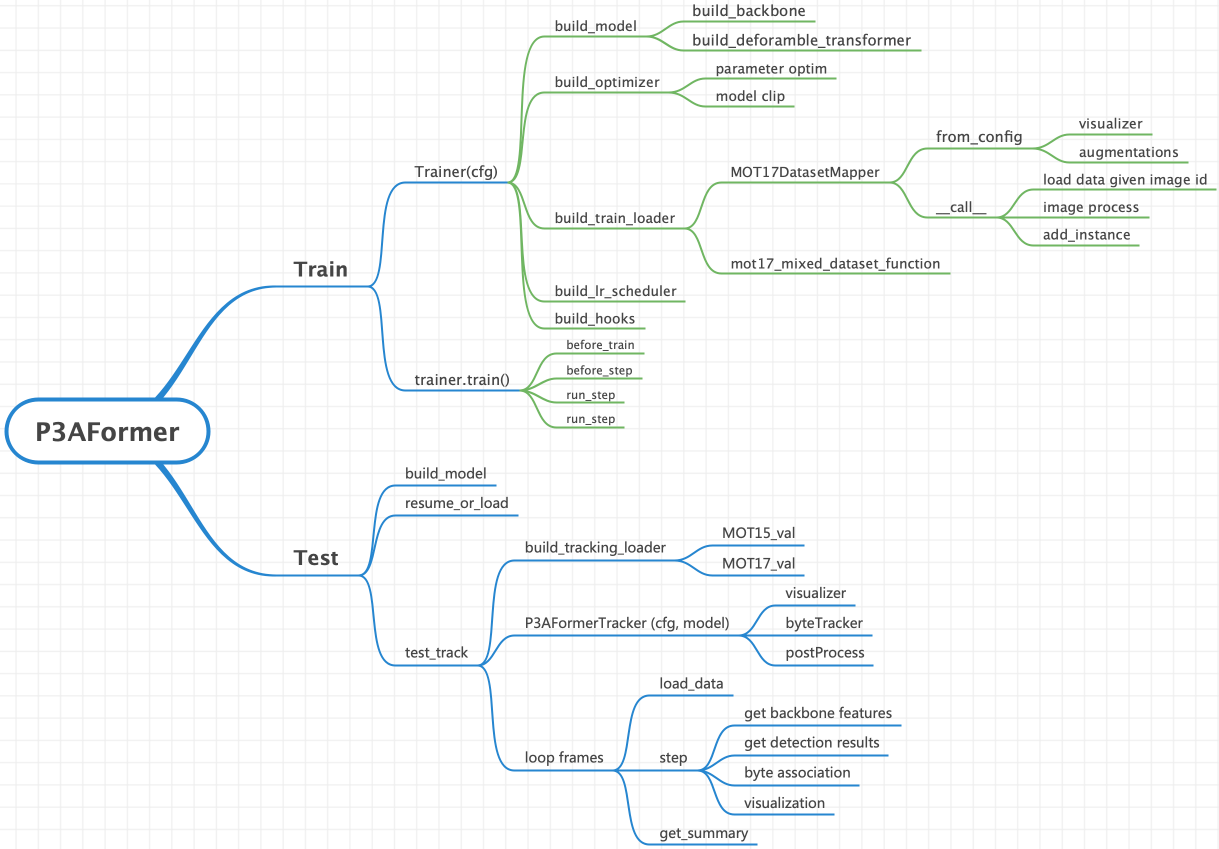 P3AFormer
Train
Trainer(cfg)
build_model
build_backbone
build_deforamble_transformer
build_optimizer
parameter optim
model clip
build_train_loader
MOT17DatasetMapper
from_config
visualizer
augmentations
__call__
load data given image id
image process
add_instance
mot17_mixed_dataset_function
build_lr_scheduler
build_hooks
trainer.train()
before_train
before_step
run_step
run_step
Test
build_model
resume_or_load
test_track
build_tracking_loader
MOT15_val
MOT17_val
P3AFormerTracker (cfg, model)
visualizer
byteTracker
postProcess
loop frames
load_data
step
get backbone features
get detection results
byte association
visualization
get_summary